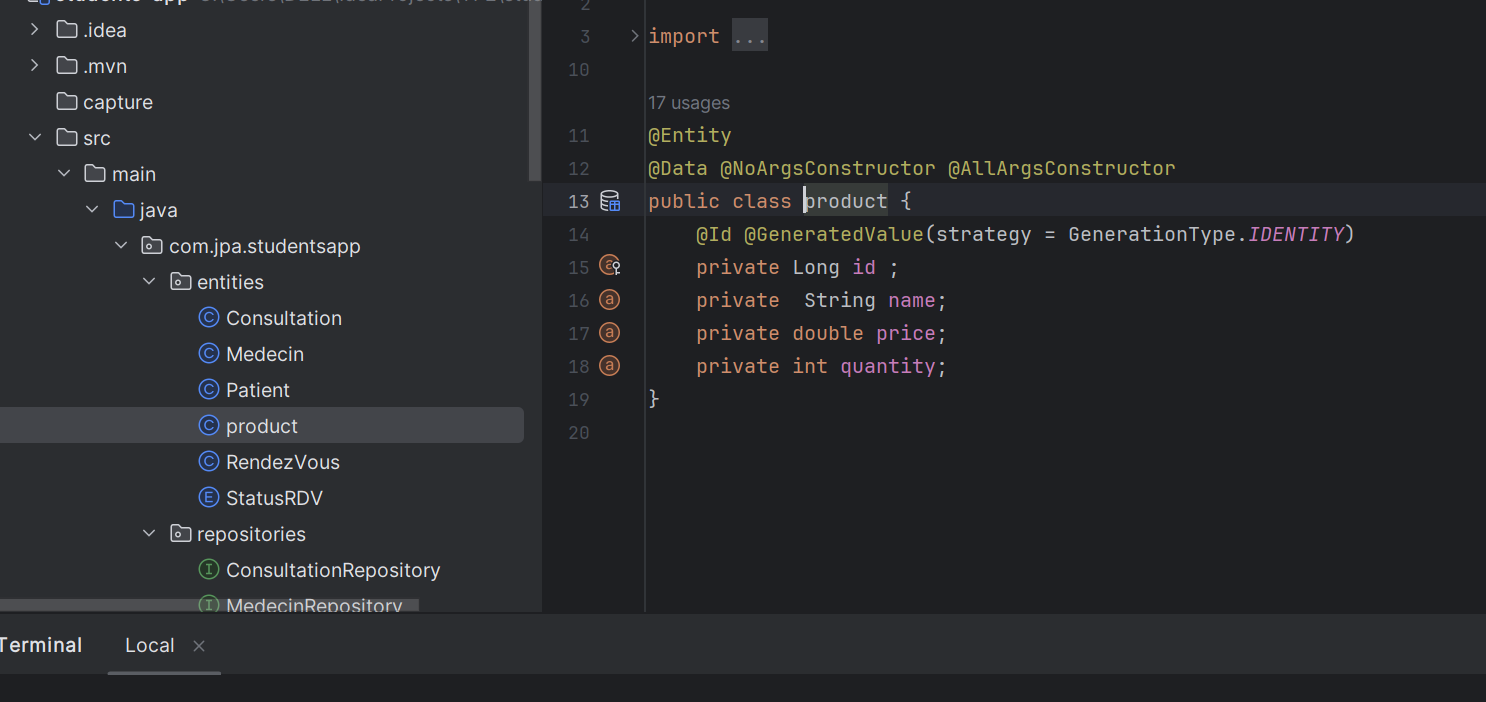 .idea
.mvn
capture
src
main
java
com.jpa.studentsapp
entities
Consultation
Medecin
Patient
product
RendezVous
StatusRDV
repositories
ConsultationRepository
MedecinRepository
2
3 import ...
10
17 usages
11 @Entity
12 @Data @NoArgsConstructor @AllArgsConstructor
13 public class product {
14 @Id @GeneratedValue(strategy = GenerationType.IDENTITY)
15 private Long id ;
16 private  String name;
17 private double price;
18 private int quantity;
19 }
20
Terminal Local